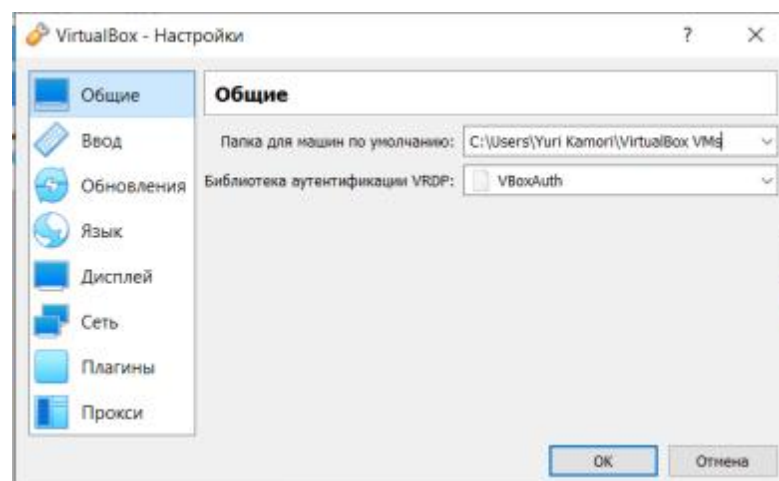 VirtualBox - Настройки
Общие
Ввод
Обновления
Язык
Дисплей
Сеть
Плагины
Прокси
Общие
Папка для машин по умолчанию: C:\Users\Yuri Kamori\VirtualBox VMs
Библиотека аутентификации VRDP: VBoxAuth
OK Отмена